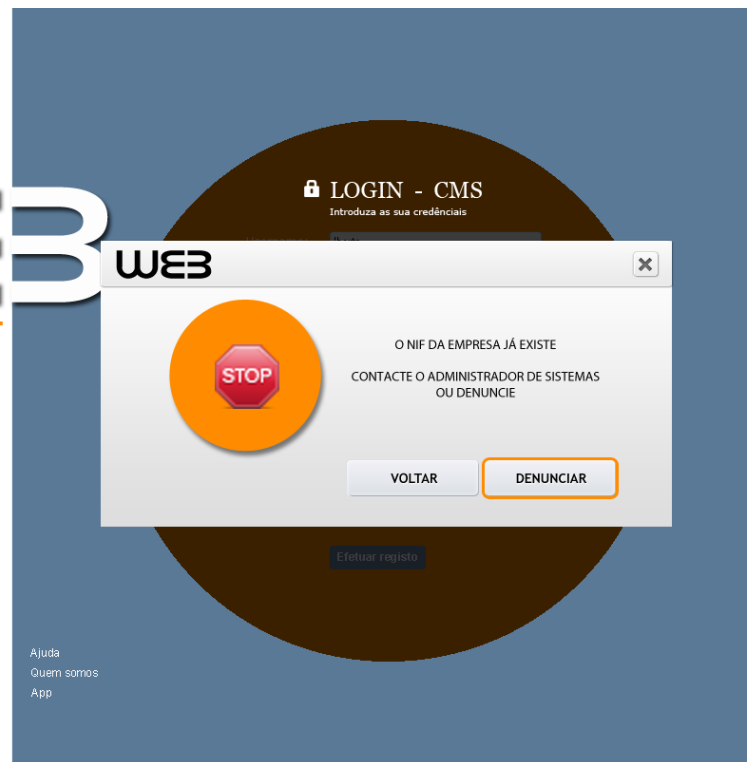 LOGIN - CMS
Introduza as sua credênciais
WEB
O NIF DA EMPRESA JÁ EXISTE
CONTACTE O ADMINISTRADOR DE SISTEMAS
OU DENUNCIE
STOP
VOLTAR
DENUNCIAR
Efetuar registo
Ajuda
Quem somos
App